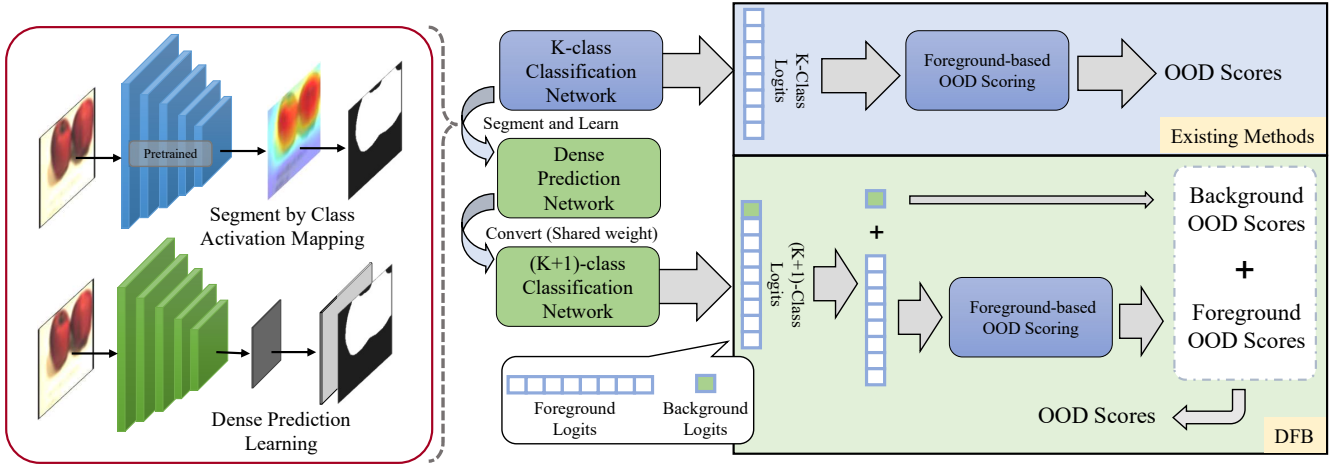 Pretrained
Segment by Class
Activation Mapping
Dense Prediction
Learning
K-class
Classification
Network
Segment and Learn
Dense
Prediction
Network
Convert (Shared weight)
(K+1)-class
Classification
Network
Foreground
Logits
Background
Logits
K-Class
Logits
Foreground-based
OOD Scoring
OOD Scores
Existing Methods
(K+1)-Class
Logits
+
Foreground-based
OOD Scoring
Background
OOD Scores
+
Foreground
OOD Scores
OOD Scores
DFB